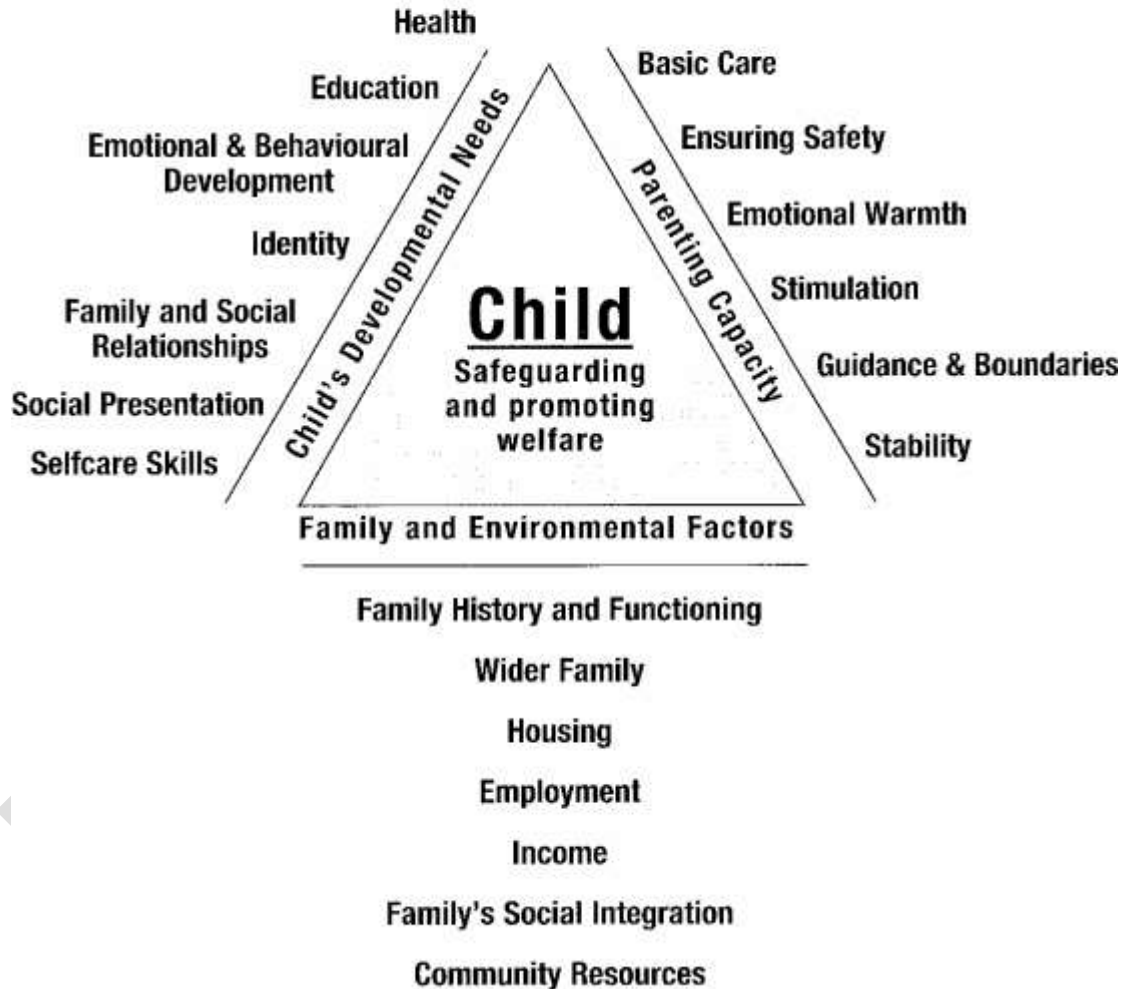 Health
Education
Emotional & Behavioural
Development
Identity
Family and Social
Relationships
Social Presentation
Selfcare Skills
Child's Developmental Needs
Basic Care
Ensuring Safety
Emotional Warmth
Stimulation
Guidance & Boundaries
Stability
Parenting Capacity
Child
Safeguarding
and promoting
welfare
Family and Environmental Factors
Family History and Functioning
Wider Family
Housing
Employment
Income
Family's Social Integration
Community Resources